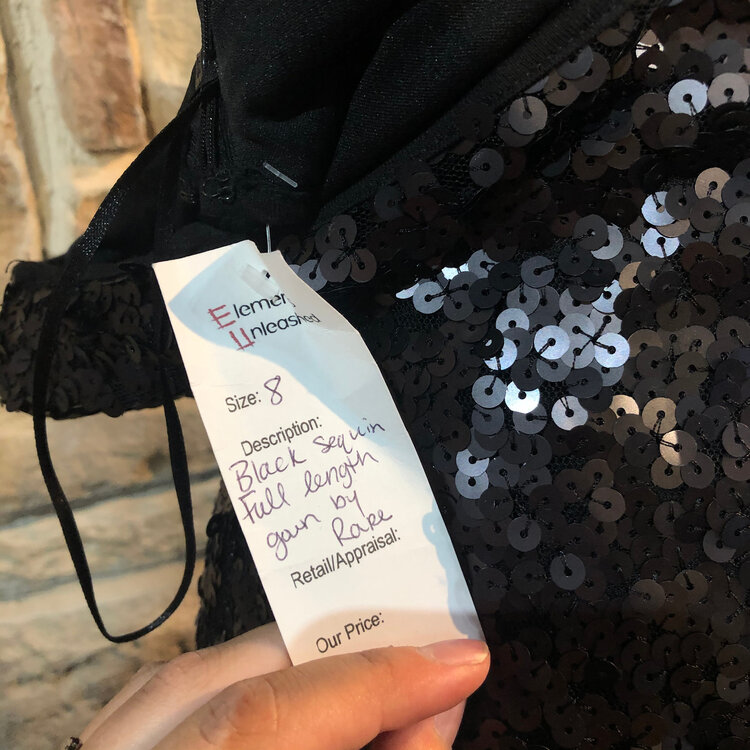 Elemen
Unleashed
Size: 8
Description:
Black sequin
Full length
gown by
Rare
Retail/Appraisal:
Our Price: